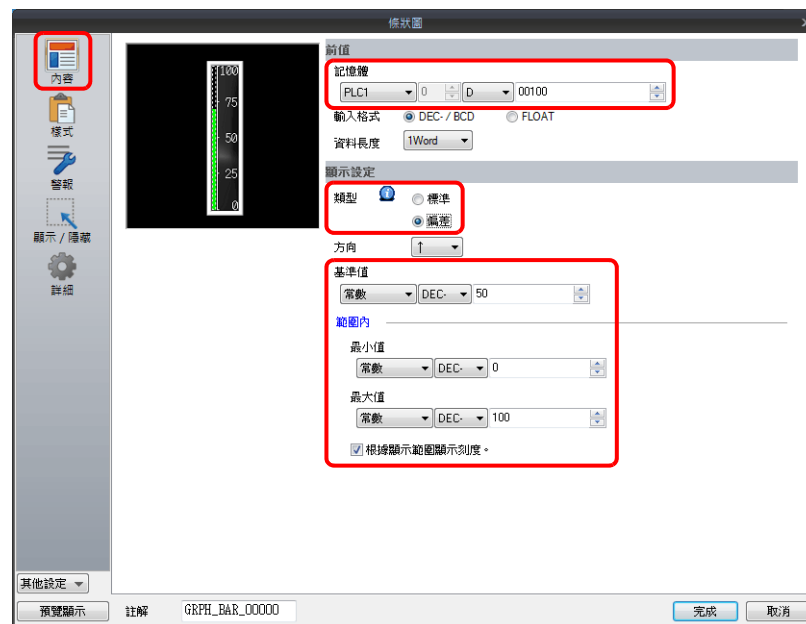 條狀圖
內容
樣式
警報
顯示 / 隱藏
詳細
100
75
50
25
0
前值
記憶體
PLC1 0 D 00100
輸入格式 DEC- / BCD FLOAT
資料長度 1Word
顯示設定
類型 標準
偏差
方向 ↑
基準值
常數 DEC- 50
範圍內
最小值
常數 DEC- 0
最大值
常數 DEC- 100
根據顯示範圍顯示刻度。
其他設定
預覽顯示 註解 GRPH_BAR_00000 完成 取消